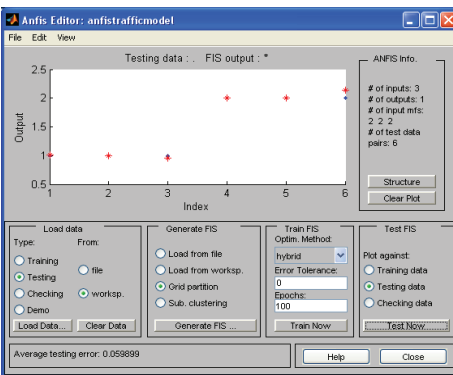 Anfis Editor: anfistrafficmodel
File Edit View
Testing data : . FIS output : *
2.5
2
1.5
1
0.5
Output
1 2 3 4 5 6
Index
ANFIS Info.
# of inputs: 3
# of outputs: 1
# of input mfs:
2 2 2
# of test data
pairs: 6
Structure
Clear Plot
Load data
Type: From:
Training
Testing
Checking
Demo
file
worksp.
Load Data... Clear Data
Generate FIS
Load from file
Load from worksp.
Grid partition
Sub. clustering
Generate FIS ...
Train FIS
Optim. Method:
hybrid
Error Tolerance:
0
Epochs:
100
Train Now
Test FIS
Plot against:
Training data
Testing data
Checking data
Test Now
Average testing error: 0.059899
Help Close